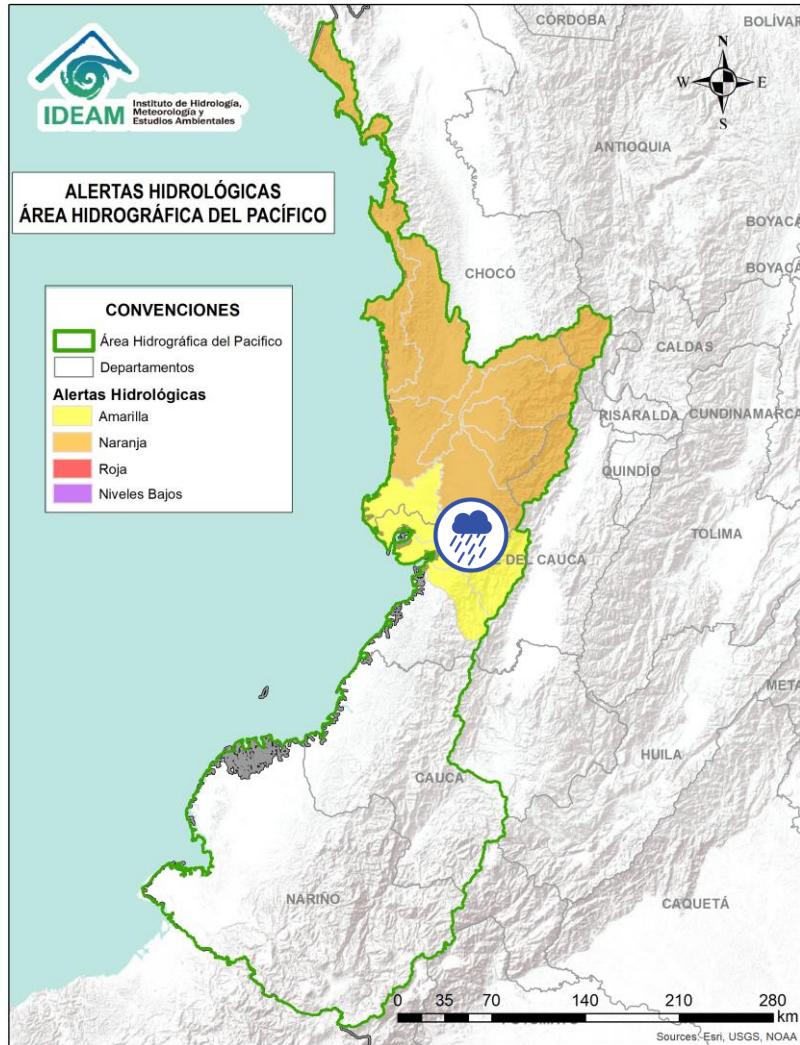 CÓRDOBA
BOLÍVAR
IDEAM
Instituto de Hidrología,
Meteorología y
Estudios Ambientales
N
W E
S
ANTIOQUIA
ALERTAS HIDROLÓGICAS
ÁREA HIDROGRÁFICA DEL PACÍFICO
BOYACÁ
BOYACÁ
CHOCÓ
CONVENCIONES
Área Hidrográfica del Pacifico
Departamentos
Alertas Hidrológicas
Amarilla
Naranja
Roja
Niveles Bajos
CALDAS
RISARALDA
CUNDINAMARCA
QUINDÍO
TOLIMA
DEL CAUCA
META
HUILA
CAUCA
NARIÑO
CAQUETÁ
0 35 70 140 210 280
km
Sources: Esri, USGS, NOAA